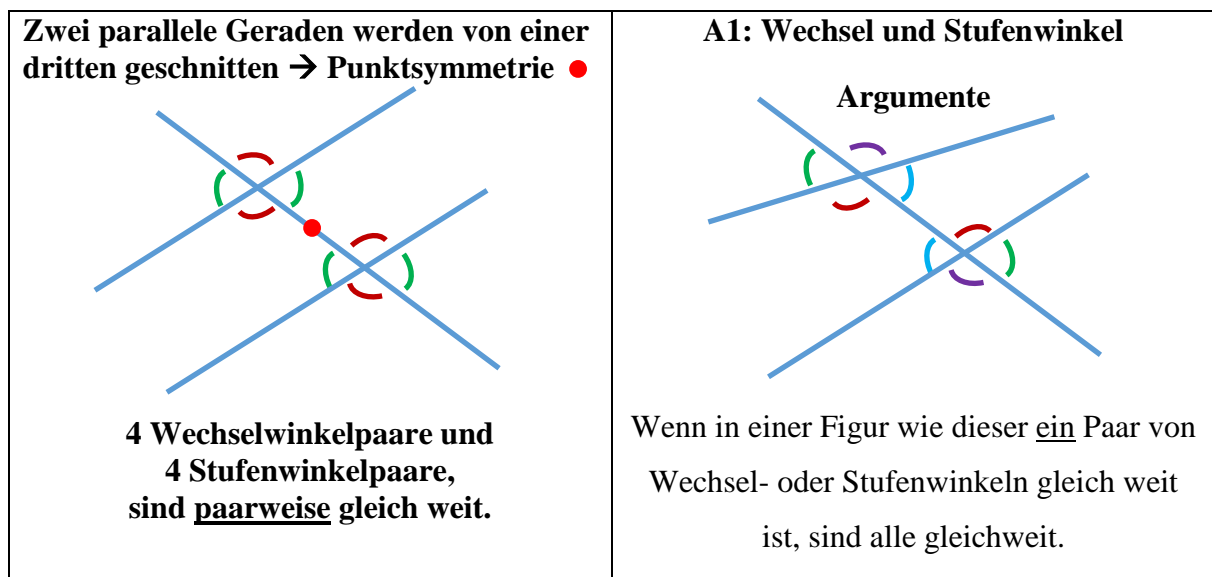 Zwei parallele Geraden werden von einer
dritten geschnitten → Punktsymmetrie
4 Wechselwinkelpaare und
4 Stufenwinkelpaare,
sind paarweise gleich weit.
A1: Wechsel und Stufenwinkel
Argumente
Wenn in einer Figur wie dieser ein Paar von
Wechsel- oder Stufenwinkeln gleich weit
ist, sind alle gleichweit.